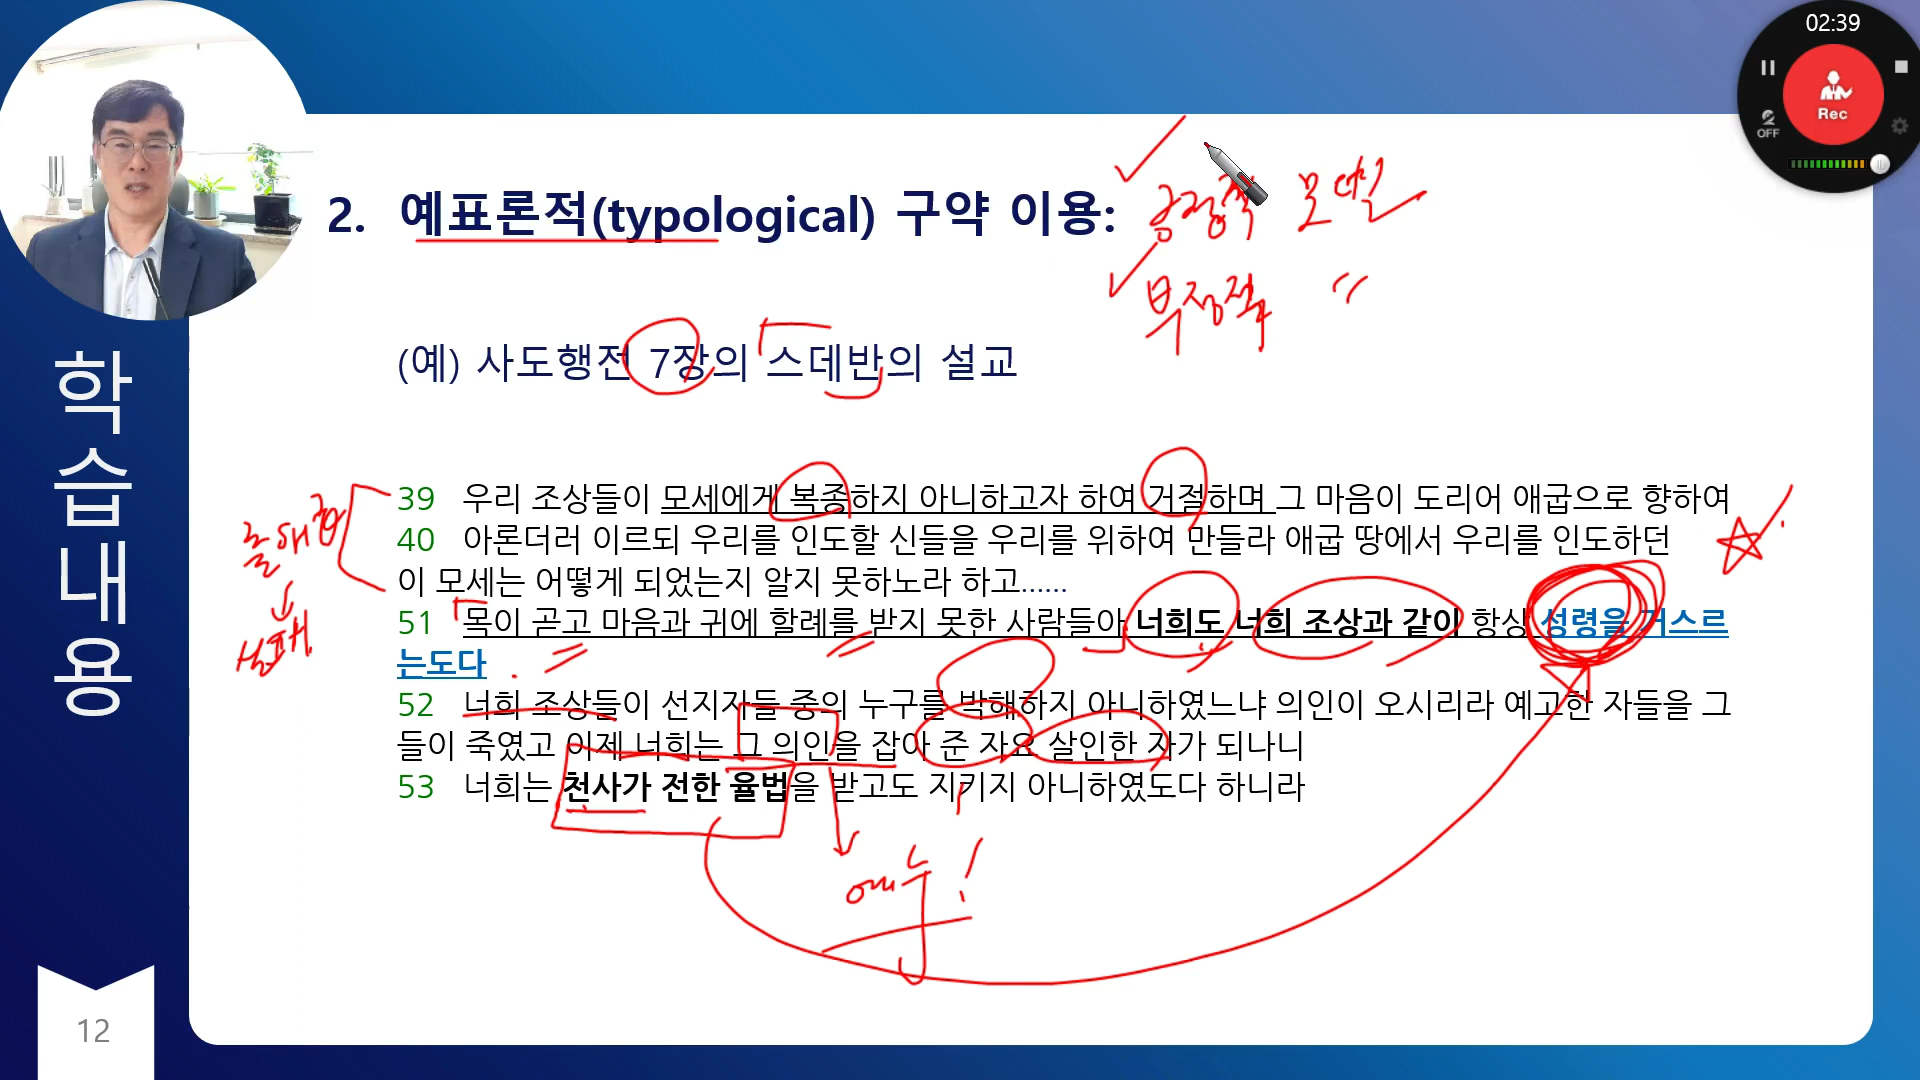 02:39
Rec
OFF
2. 예표론적(typological) 구약 이용:
긍정적 모델
부정적 〃
(예) 사도행전 7장의 스데반의 설교
39 우리 조상들이 모세에게 복종하지 아니하고자 하여 거절하며 그 마음이 도리어 애굽으로 향하여
40 아론더러 이르되 우리를 인도할 신들을 우리를 위하여 만들라 애굽 땅에서 우리를 인도하던
이 모세는 어떻게 되었는지 알지 못하노라 하고......
51 목이 곧고 마음과 귀에 할례를 받지 못한 사람들아 너희도 너희 조상과 같이 항상 성령을 거스르
는도다
52 너희 조상들이 선지자들 중의 누구를 박해하지 아니하였느냐 의인이 오시리라 예고한 자들을 그
들이 죽였고 이제 너희는 그 의인을 잡아 준 자요 살인한 자가 되나니
53 너희는 천사가 전한 율법을 받고도 지키지 아니하였도다 하니라
출애굽
실패
예수!
학습내용
12